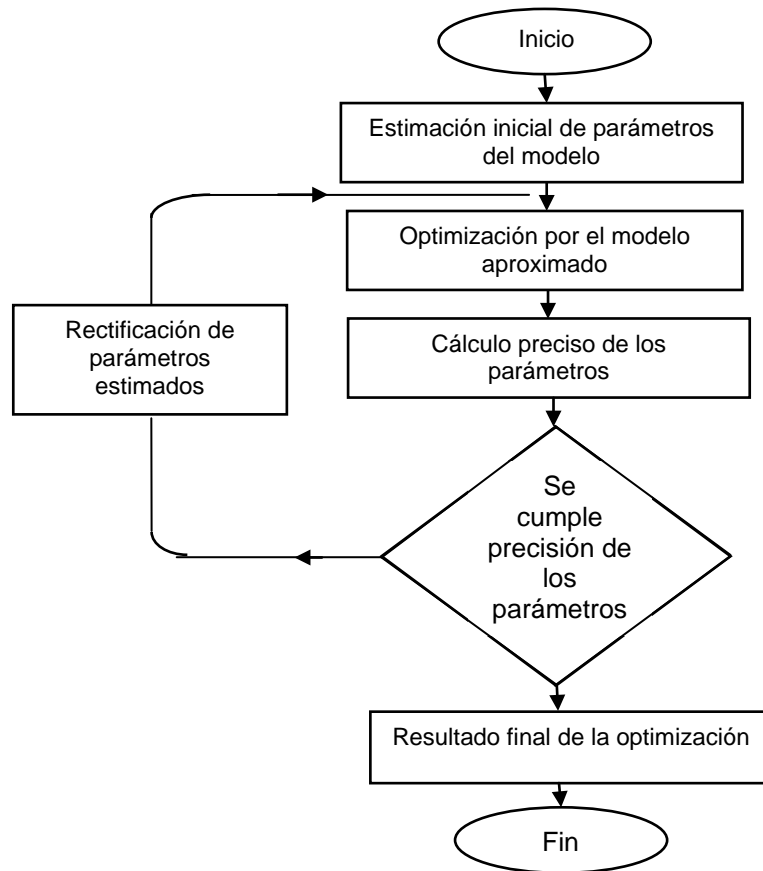 Inicio
Estimación inicial de parámetros
del modelo
Optimización por el modelo
aproximado
Rectificación de
parámetros
estimados
Cálculo preciso de los
parámetros
Se
cumple
precisión de
los
parámetros
Resultado final de la optimización
Fin